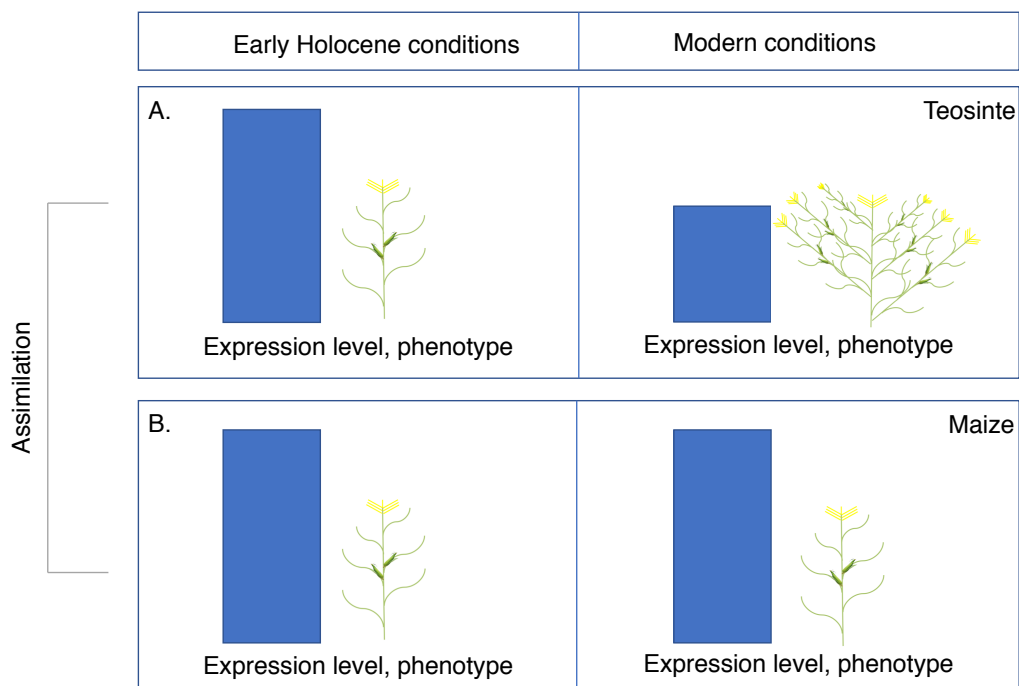 Early Holocene conditions
Modern conditions
A.
Teosinte
Expression level, phenotype
Expression level, phenotype
Assimilation
B.
Maize
Expression level, phenotype
Expression level, phenotype